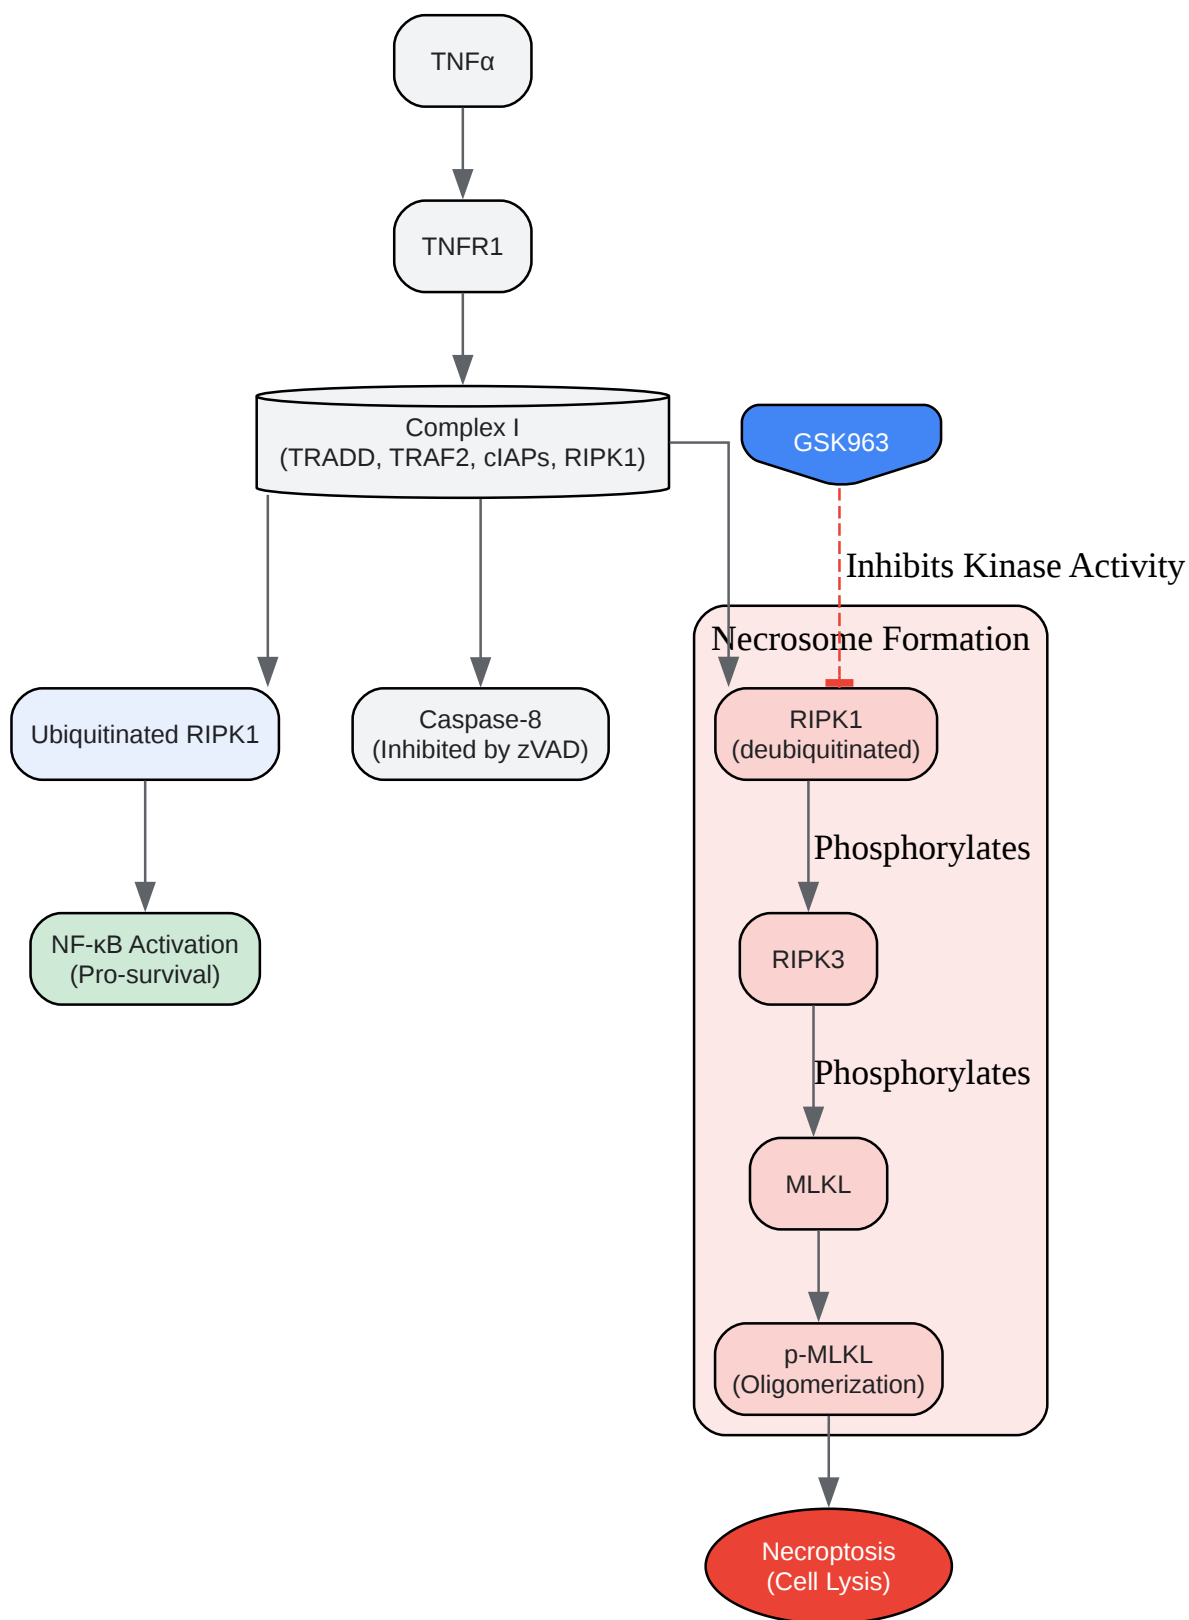 TNFα
TNFR1
Complex I
(TRADD, TRAF2, cIAPs, RIPK1)
GSK963
Inhibits Kinase Activity
Necrosome Formation
Ubiquitinated RIPK1
Caspase-8
(Inhibited by zVAD)
RIPK1
(deubiquitinated)
Phosphorylates
NF-κB Activation
(Pro-survival)
RIPK3
Phosphorylates
MLKL
p-MLKL
(Oligomerization)
Necroptosis
(Cell Lysis)